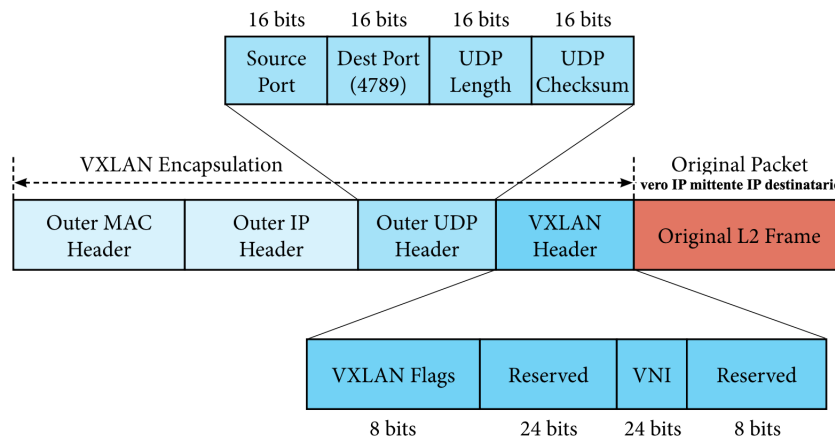 16 bits 16 bits 16 bits 16 bits
Source Port
Dest Port (4789)
UDP Length
UDP Checksum
VXLAN Encapsulation
Original Packet
vero IP mittente IP destinatario
Outer MAC Header
Outer IP Header
Outer UDP Header
VXLAN Header
Original L2 Frame
VXLAN Flags
Reserved
VNI
Reserved
8 bits 24 bits 24 bits 8 bits